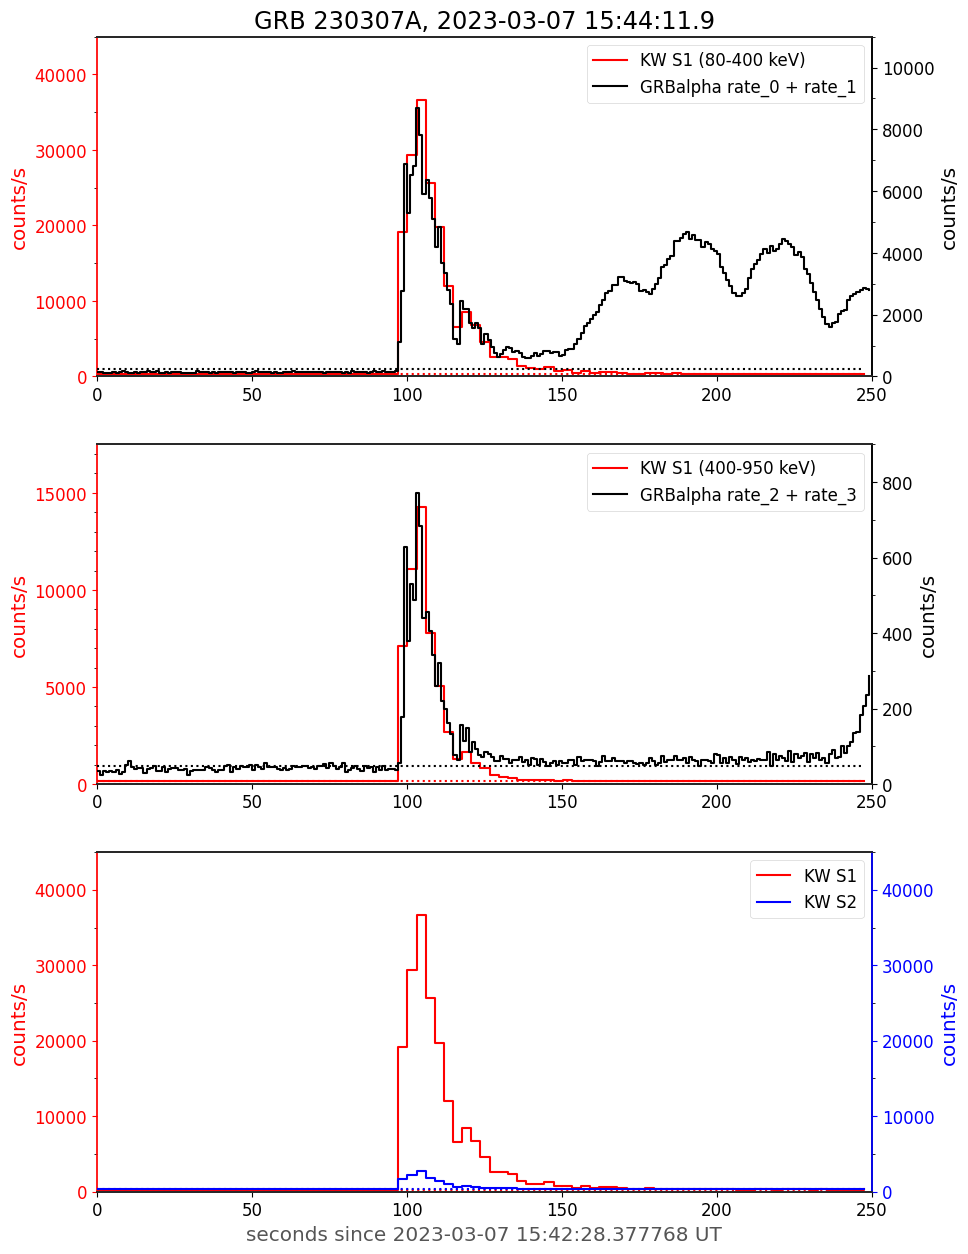 GRB 230307A, 2023-03-07 15:44:11.9
KW S1 (80-400 keV)
GRBalpha rate_0 + rate_1
counts/s
counts/s
40000
30000
20000
10000
0
10000
8000
6000
4000
2000
0
0 50 100 150 200 250
KW S1 (400-950 keV)
GRBalpha rate_2 + rate_3
counts/s
counts/s
15000
10000
5000
0
800
600
400
200
0
0 50 100 150 200 250
KW S1
KW S2
counts/s
counts/s
40000
30000
20000
10000
0
40000
30000
20000
10000
0
0 50 100 150 200 250
seconds since 2023-03-07 15:42:28.377768 UT